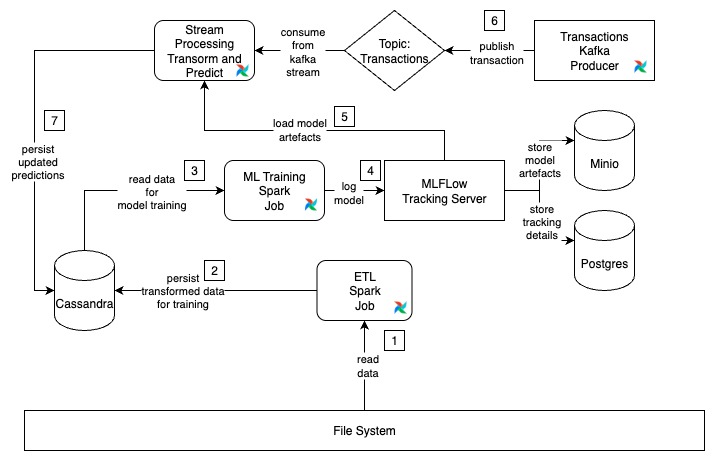 6
Stream
Processing
Transorm and
Predict
consume
from
kafka
stream
Topic:
Transactions
publish
transaction
Transactions
Kafka
Producer
7
persist
updated
predictions
5
load model
artefacts
3
read data
for
model training
ML Training
Spark
Job
4
log
model
MLFLow
Tracking Server
store
model
artefacts
Minio
store
tracking
details
Postgres
Cassandra
2
persist
transformed data
for training
ETL
Spark
Job
1
read
data
File System